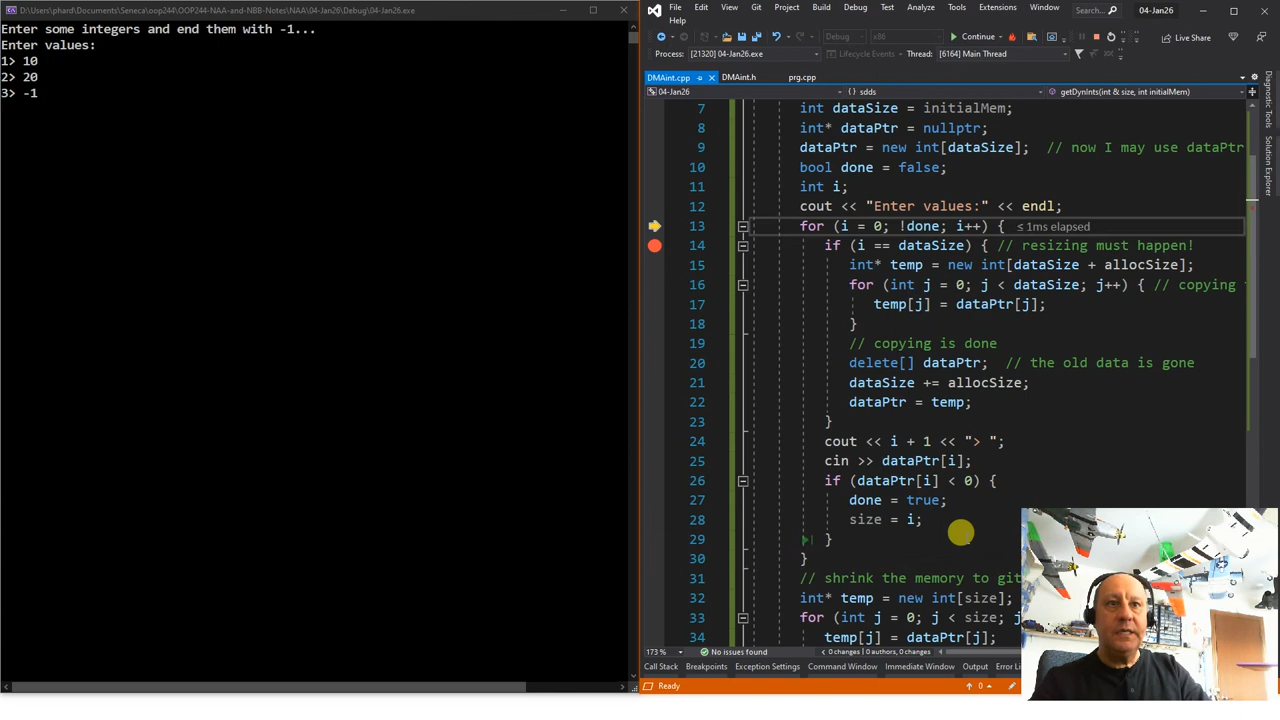 D:\Users\phard\Documents\Seneca\oop244\OOP244-NAA-and-NBB-Notes\NAA\04-Jan26\Debug\04-Jan26.exe
Enter some integers and end them with -1...
Enter values:
1> 10
2> 20
3> -1
File Edit View Git Project Build Debug Test Analyze Tools Extensions Window
Help
Search...
04-Jan26
Debug x86 Continue Live Share
Process: [21320] 04-Jan26.exe Lifecycle Events Thread: [6164] Main Thread
DMAint.cpp DMAint.h prg.cpp
04-Jan26 sdds getDynInts(int & size, int initialMem)
7 int dataSize = initialMem;
8 int* dataPtr = nullptr;
9 dataPtr = new int[dataSize]; // now I may use dataPtr
10 bool done = false;
11 int i;
12 cout << "Enter values:" << endl;
13 for (i = 0; !done; i++) { ≤ 1ms elapsed
14 if (i == dataSize) { // resizing must happen!
15 int* temp = new int[dataSize + allocSize];
16 for (int j = 0; j < dataSize; j++) { // copying
17 temp[j] = dataPtr[j];
18 }
19 // copying is done
20 delete[] dataPtr; // the old data is gone
21 dataSize += allocSize;
22 dataPtr = temp;
23 }
24 cout << i + 1 << "> ";
25 cin >> dataPtr[i];
26 if (dataPtr[i] < 0) {
27 done = true;
28 size = i;
29 }
30 }
31 // shrink the memory to git
32 int* temp = new int[size];
33 for (int j = 0; j < size; j
34 temp[j] = dataPtr[j];
173 % No issues found 0 changes | 0 authors, 0 changes
Call Stack Breakpoints Exception Settings Command Window Immediate Window Output Error Li
Ready 0
Diagnostic Tools
Solution Explorer